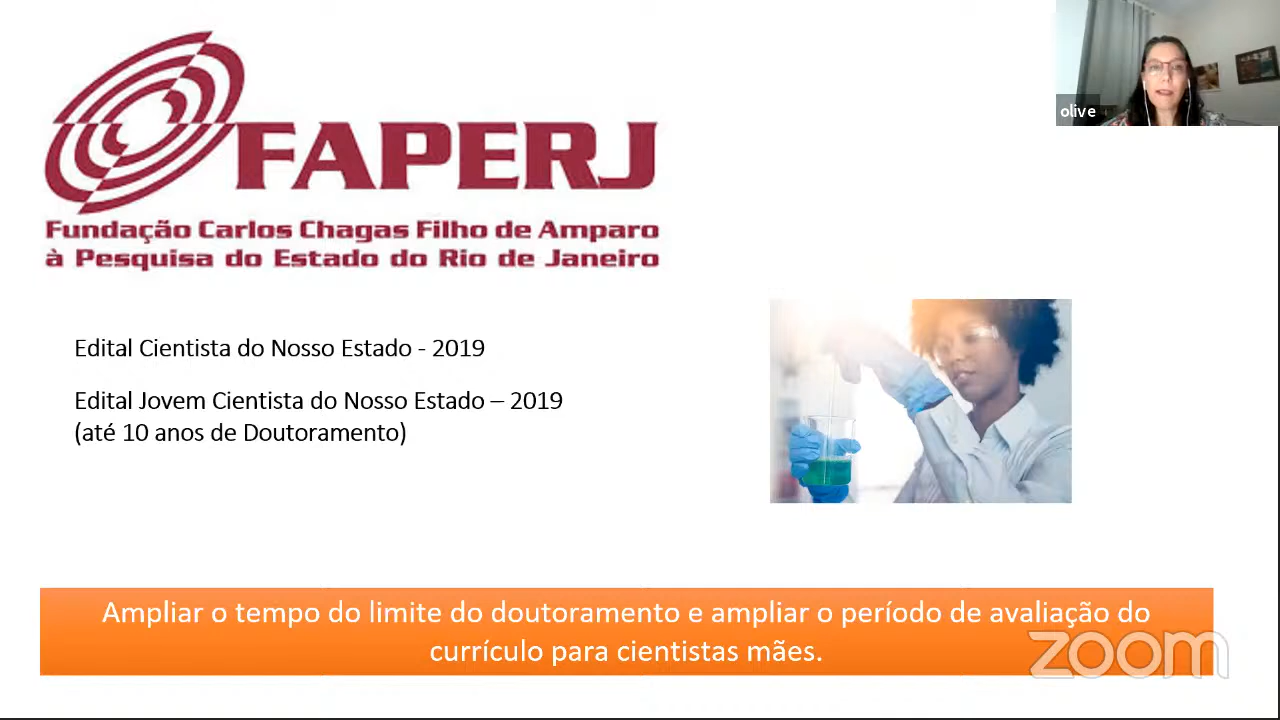 FAPERJ
Fundação Carlos Chagas Filho de Amparo
à Pesquisa do Estado do Rio de Janeiro
olive
Edital Cientista do Nosso Estado - 2019
Edital Jovem Cientista do Nosso Estado – 2019
(até 10 anos de Doutoramento)
Ampliar o tempo do limite do doutoramento e ampliar o período de avaliação do
currículo para cientistas mães.
zoom